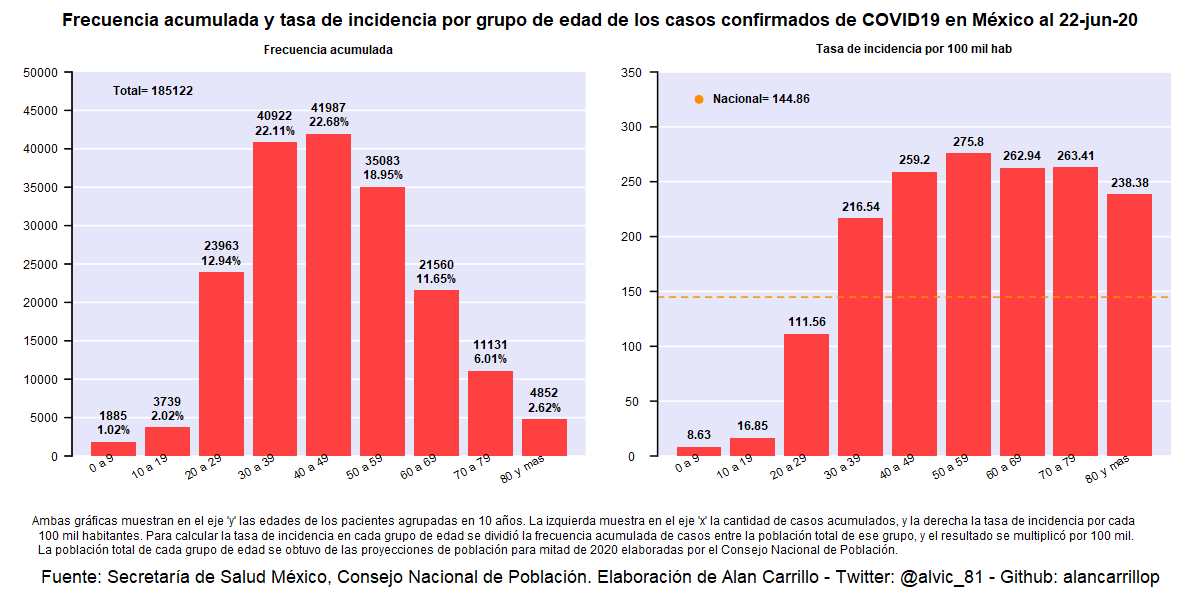 Frecuencia acumulada y tasa de incidencia por grupo de edad de los casos confirmados de COVID19 en México al 22-jun-20
Frecuencia acumulada
50000
45000
40000
35000
30000
25000
20000
15000
10000
5000
0
Total= 185122
1885
1.02%
3739
2.02%
23963
12.94%
40922
22.11%
41987
22.68%
35083
18.95%
21560
11.65%
11131
6.01%
4852
2.62%
0 a 9
10 a 19
20 a 29
30 a 39
40 a 49
50 a 59
60 a 69
70 a 79
80 y mas
Tasa de incidencia por 100 mil hab
350
300
250
200
150
100
50
0
Nacional= 144.86
8.63
16.85
111.56
216.54
259.2
275.8
262.94
263.41
238.38
0 a 9
10 a 19
20 a 29
30 a 39
40 a 49
50 a 59
60 a 69
70 a 79
80 y mas
Ambas gráficas muestran en el eje 'y' las edades de los pacientes agrupadas en 10 años. La izquierda muestra en el eje 'x' la cantidad de casos acumulados, y la derecha la tasa de incidencia por cada
100 mil habitantes. Para calcular la tasa de incidencia en cada grupo de edad se dividió la frecuencia acumulada de casos entre la población total de ese grupo, y el resultado se multiplicó por 100 mil.
La población total de cada grupo de edad se obtuvo de las proyecciones de población para mitad de 2020 elaboradas por el Consejo Nacional de Población.
Fuente: Secretaría de Salud México, Consejo Nacional de Población. Elaboración de Alan Carrillo - Twitter: @alvic_81 - Github: alancarrillop